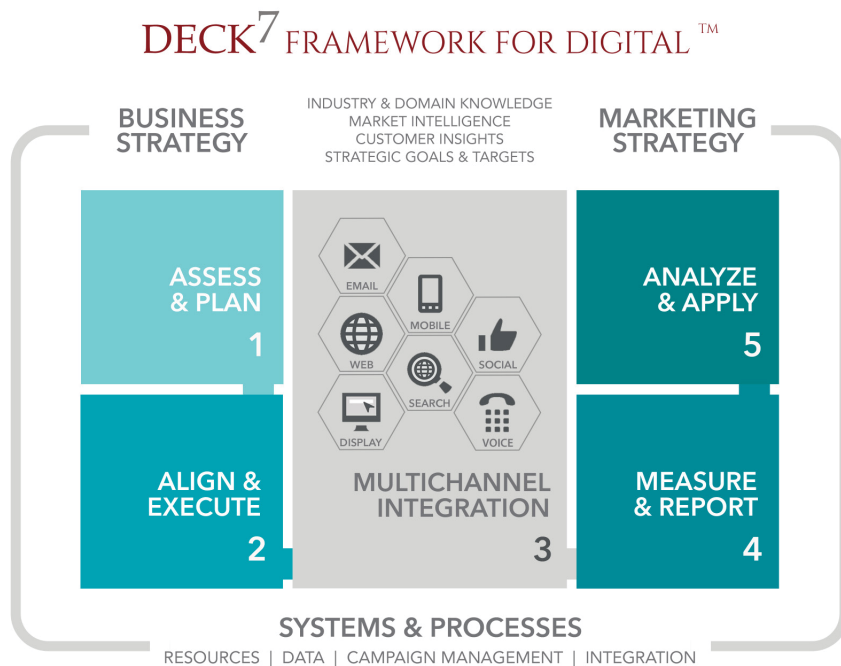 DECK7 FRAMEWORK FOR DIGITAL ™
BUSINESS
STRATEGY
INDUSTRY & DOMAIN KNOWLEDGE
MARKET INTELLIGENCE
CUSTOMER INSIGHTS
STRATEGIC GOALS & TARGETS
MARKETING
STRATEGY
ASSESS
& PLAN
1
ALIGN &
EXECUTE
2
EMAIL
MOBILE
WEB
SOCIAL
SEARCH
DISPLAY
VOICE
MULTICHANNEL
INTEGRATION
3
MEASURE
& REPORT
4
ANALYZE
& APPLY
5
SYSTEMS & PROCESSES
RESOURCES | DATA | CAMPAIGN MANAGEMENT | INTEGRATION